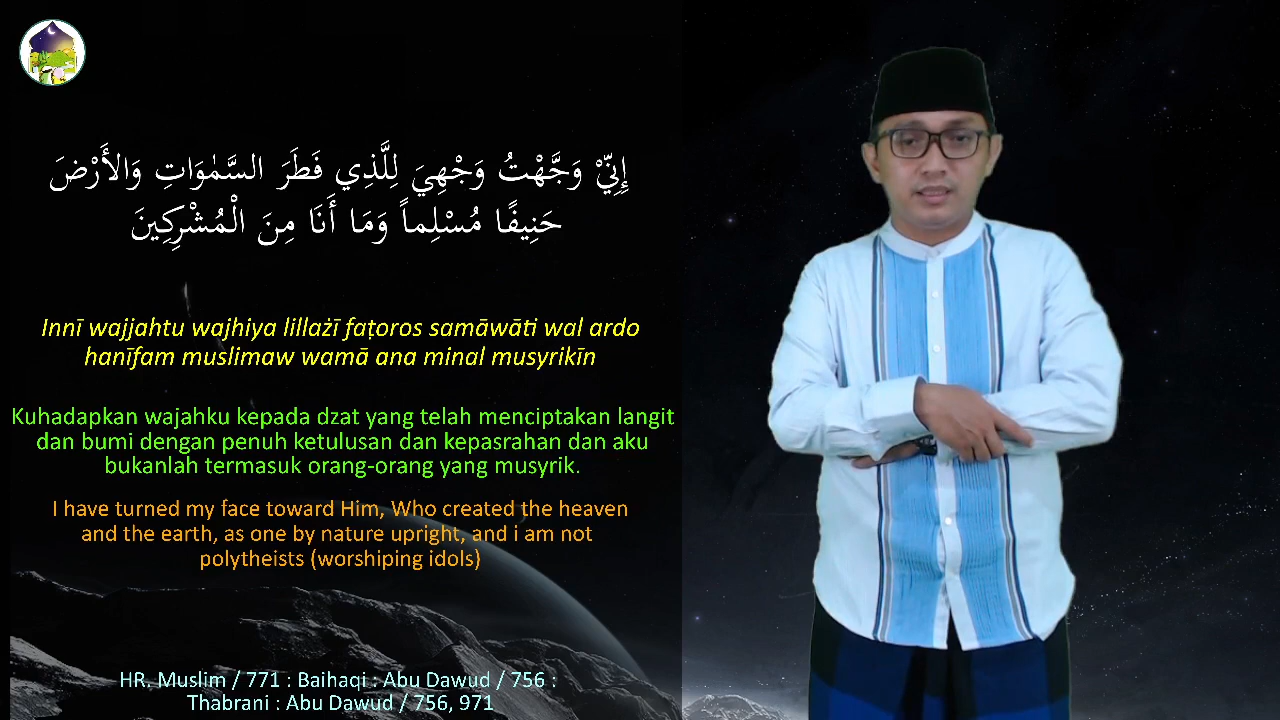 إِنِّيْ وَجَّهْتُ وَجْهِيَ لِلَّذِي فَطَرَ السَّمٰوَاتِ وَالأَرْضَ
حَنِيفًا مُسْلِماً وَمَا أَنَا مِنَ الْمُشْرِكِينَ
Innī wajjahtu wajhiya lillażī faṭoros samāwāti wal ardo
hanīfam muslimaw wamā ana minal musyrikīn
Kuhadapkan wajahku kepada dzat yang telah menciptakan langit
dan bumi dengan penuh ketulusan dan kepasrahan dan aku
bukanlah termasuk orang-orang yang musyrik.
I have turned my face toward Him, Who created the heaven
and the earth, as one by nature upright, and i am not
polytheists (worshiping idols)
HR. Muslim / 771 : Baihaqi : Abu Dawud / 756 :
Thabrani : Abu Dawud / 756, 971